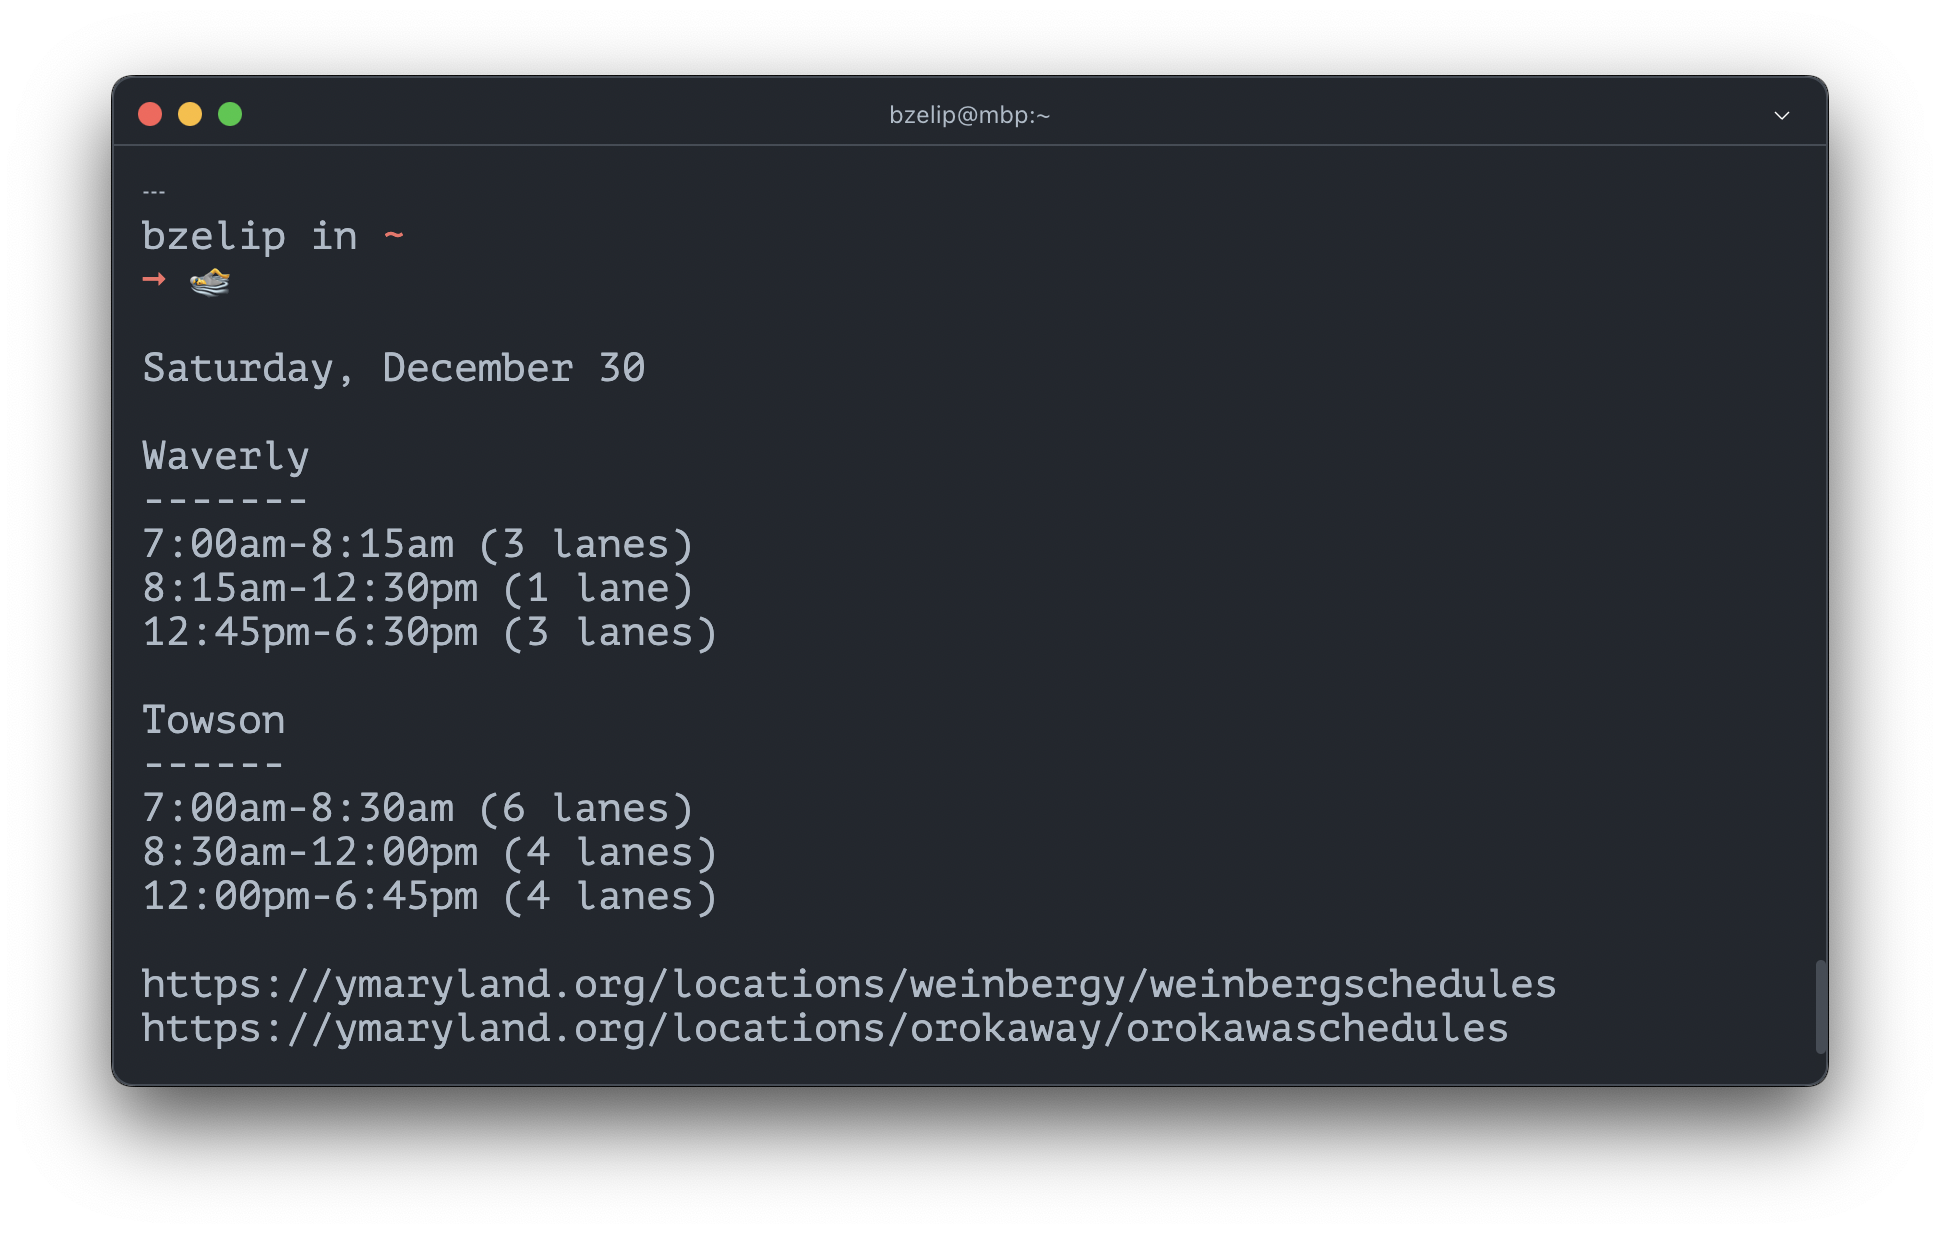 bzelip@mbp:~
---
bzelip in ~
→ 🏊
Saturday, December 30
Waverly
-------
7:00am-8:15am (3 lanes)
8:15am-12:30pm (1 lane)
12:45pm-6:30pm (3 lanes)
Towson
------
7:00am-8:30am (6 lanes)
8:30am-12:00pm (4 lanes)
12:00pm-6:45pm (4 lanes)
https://ymaryland.org/locations/weinbergy/weinbergschedules
https://ymaryland.org/locations/orokaway/orokawaschedules